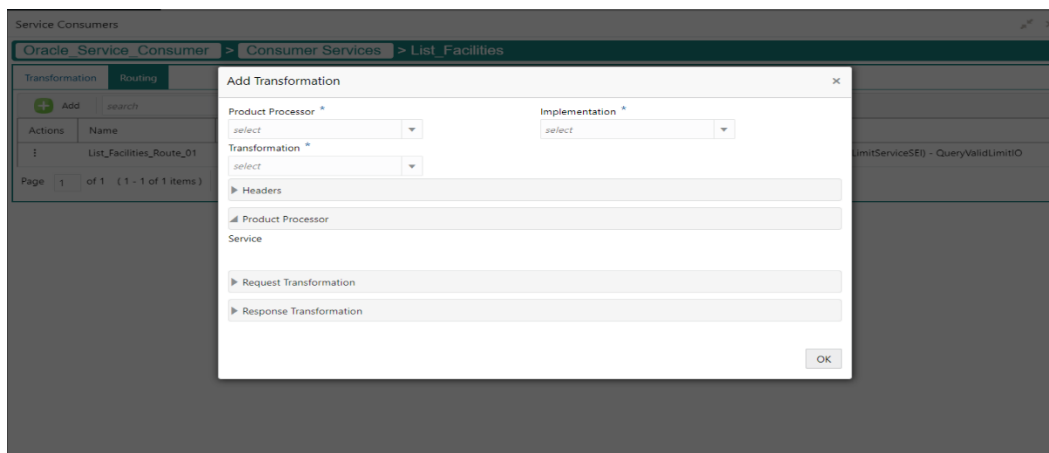 Service Consumers
Oracle_Service_Consumer > Consumer Services > List_Facilities
Transformation Routing
Add Transformation
Add search
Product Processor * Implementation *
Actions Name
select select
List_Facilities_Route_01 LimitServiceSEI) - QueryValidLimitIO
Transformation *
select
Page 1 of 1 ( 1 - 1 of 1 items )
Headers
Product Processor
Service
Request Transformation
Response Transformation
OK